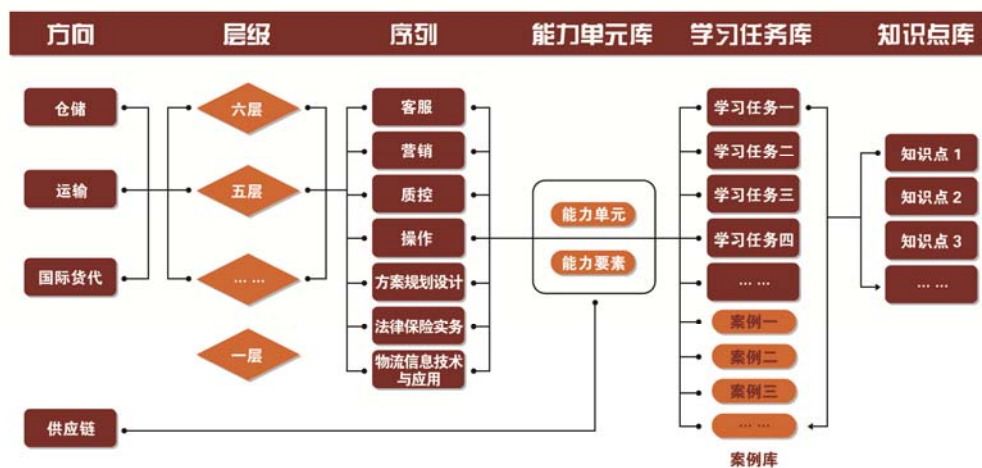 方向
层级
序列
能力单元库
学习任务库
知识点库
仓储
运输
国际货代
供应链
六层
五层
… …
一层
客服
营销
质控
操作
方案规划设计
法律保险实务
物流信息技术
与应用
能力单元
能力要素
学习任务一
学习任务二
学习任务三
学习任务四
… …
案例一
案例二
案例三
… …
案例库
知识点 1
知识点 2
知识点 3
… …